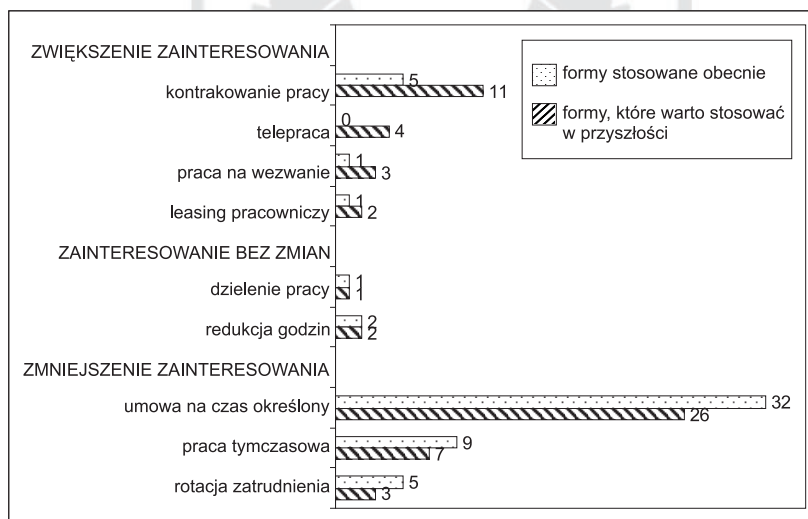 ZWIĘKSZENIE ZAINTERESOWANIA
kontrakowanie pracy
5
11
telepraca
0
4
praca na wezwanie
1
3
leasing pracowniczy
1
2
ZAINTERESOWANIE BEZ ZMIAN
dzielenie pracy
1
1
redukcja godzin
2
2
ZMNIEJSZENIE ZAINTERESOWANIA
umowa na czas określony
32
26
praca tymczasowa
9
7
rotacja zatrudnienia
5
3
formy stosowane obecnie
formy, które warto stosować
w przyszłości